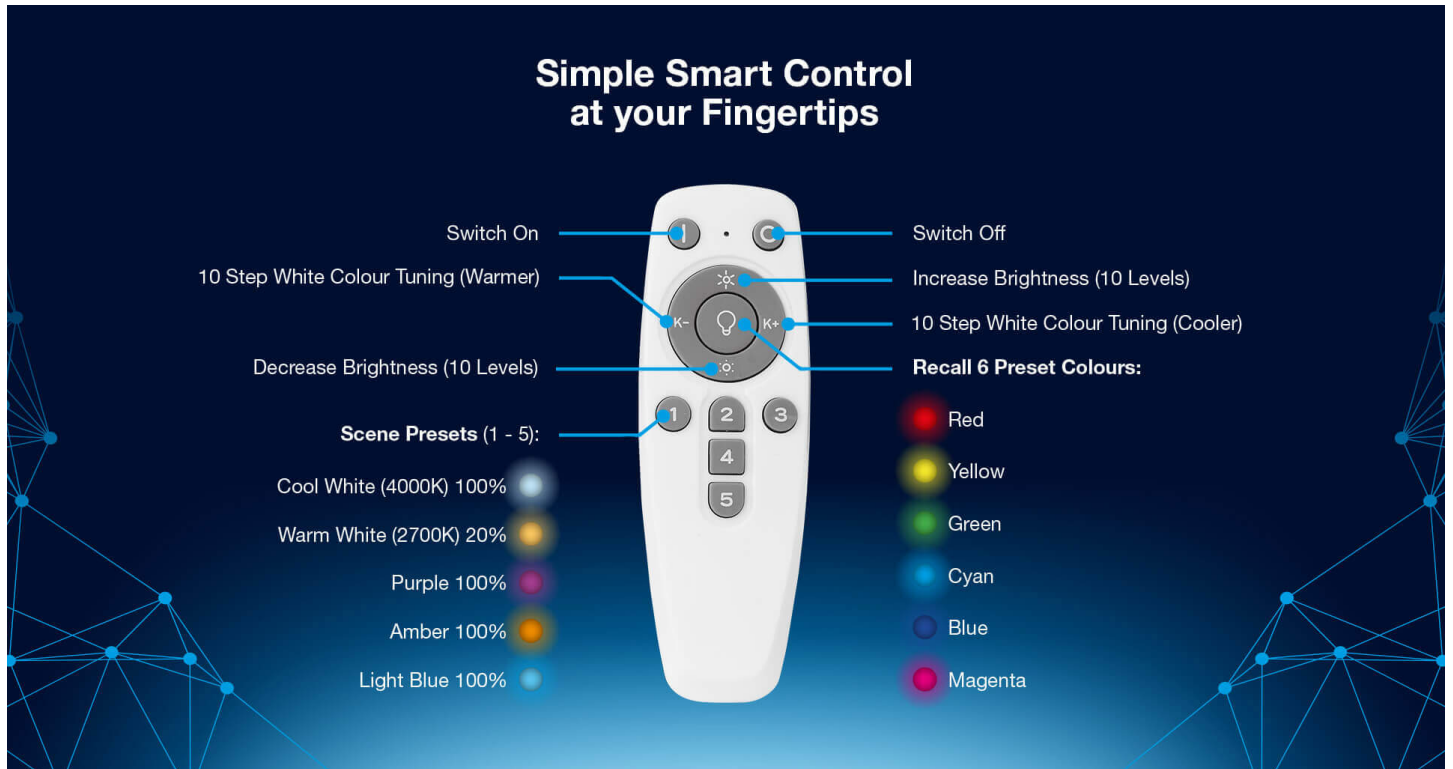 Simple Smart Control
at your Fingertips
Switch On
10 Step White Colour Tuning (Warmer)
Decrease Brightness (10 Levels)
Scene Presets (1 - 5):
Cool White (4000K) 100%
Warm White (2700K) 20%
Purple 100%
Amber 100%
Light Blue 100%
K-
K+
1
2
3
4
5
Switch Off
Increase Brightness (10 Levels)
10 Step White Colour Tuning (Cooler)
Recall 6 Preset Colours:
Red
Yellow
Green
Cyan
Blue
Magenta